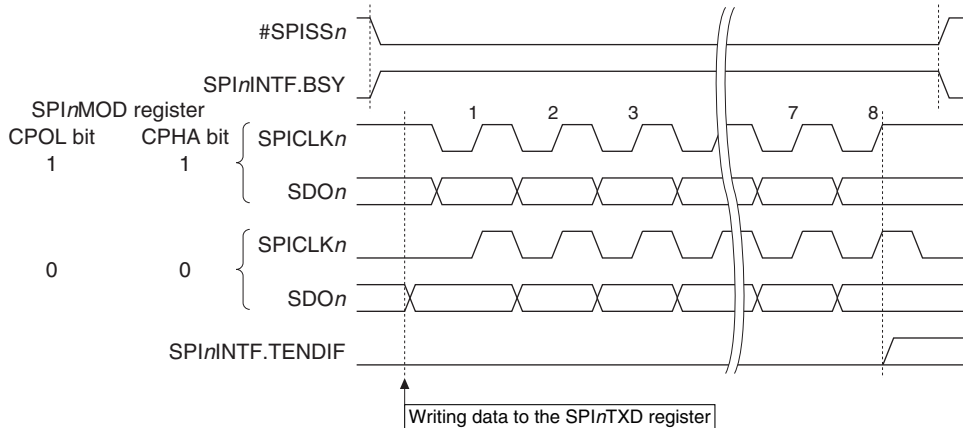 #SPISSn
SPInINTF.BSY
SPInMOD register
CPOL bit CPHA bit
1 1
SPICLKn
1 2 3 7 8
SDOn
0 0
SPICLKn
SDOn
SPInINTF.TENDIF
Writing data to the SPInTXD register